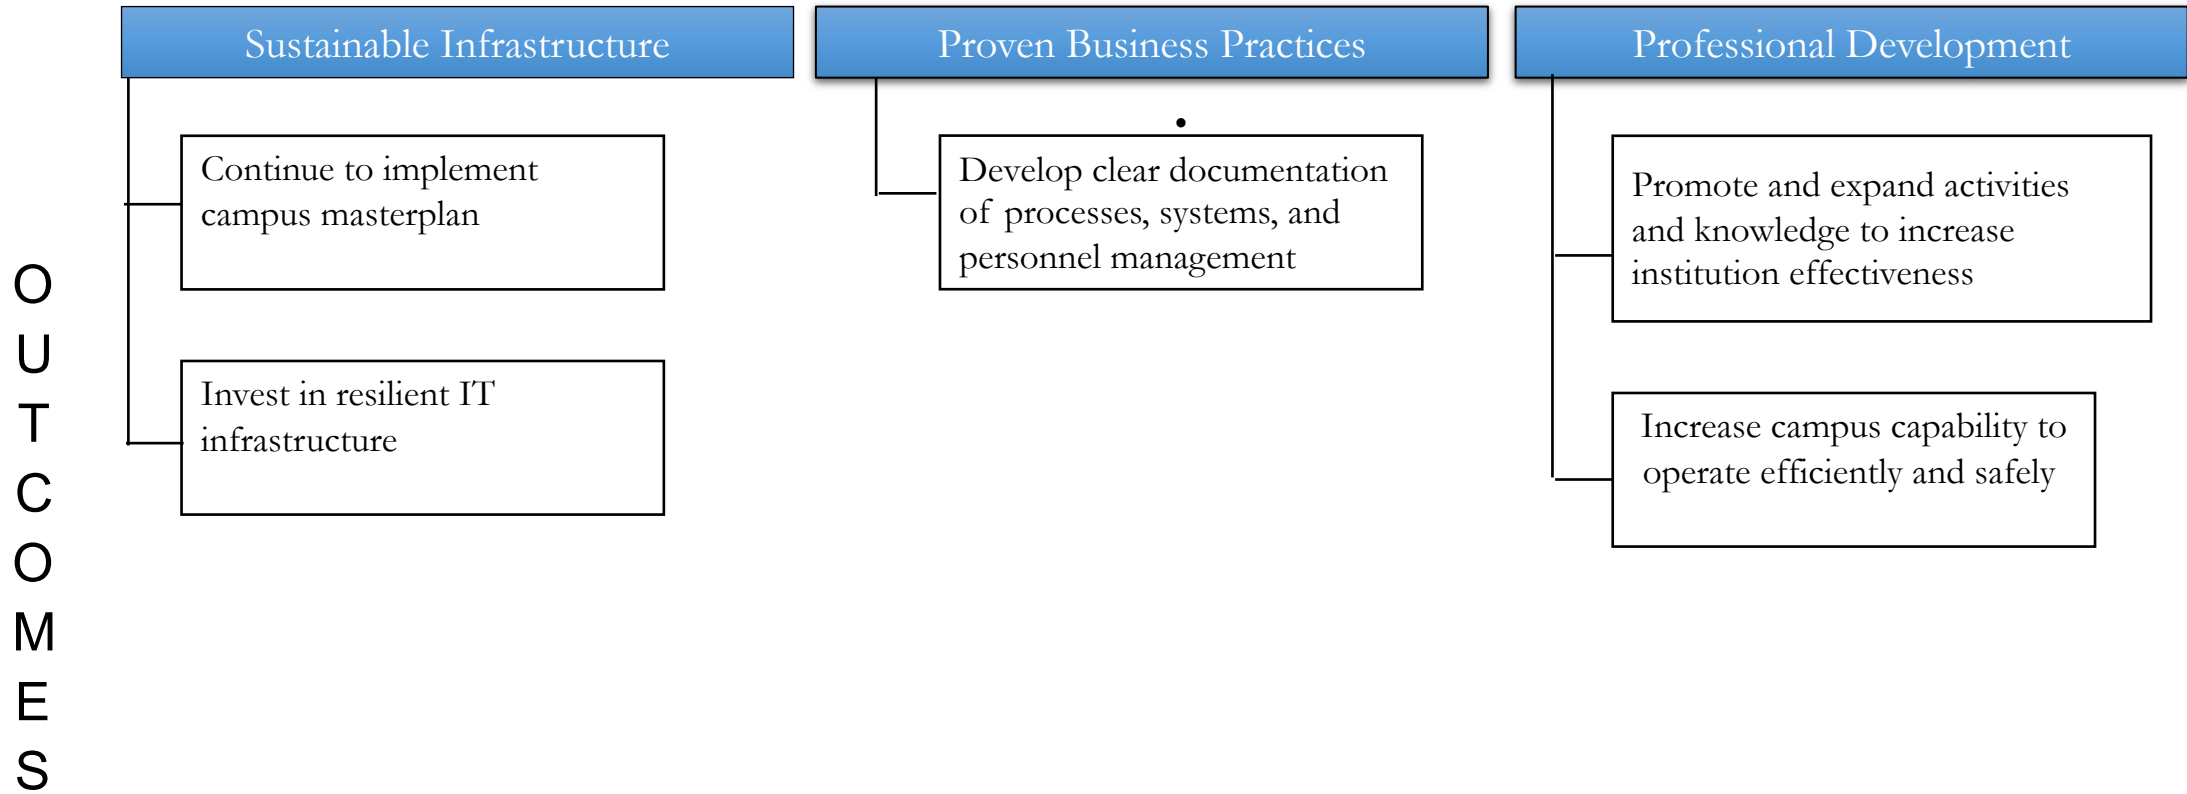 Sustainable Infrastructure
Continue to implement
campus masterplan
Invest in resilient IT
infrastructure
Proven Business Practices
•
Develop clear documentation
of processes, systems, and
personnel management
Professional Development
Promote and expand activities
and knowledge to increase
institution effectiveness
Increase campus capability to
operate efficiently and safely
O
U
T
C
O
M
E
S